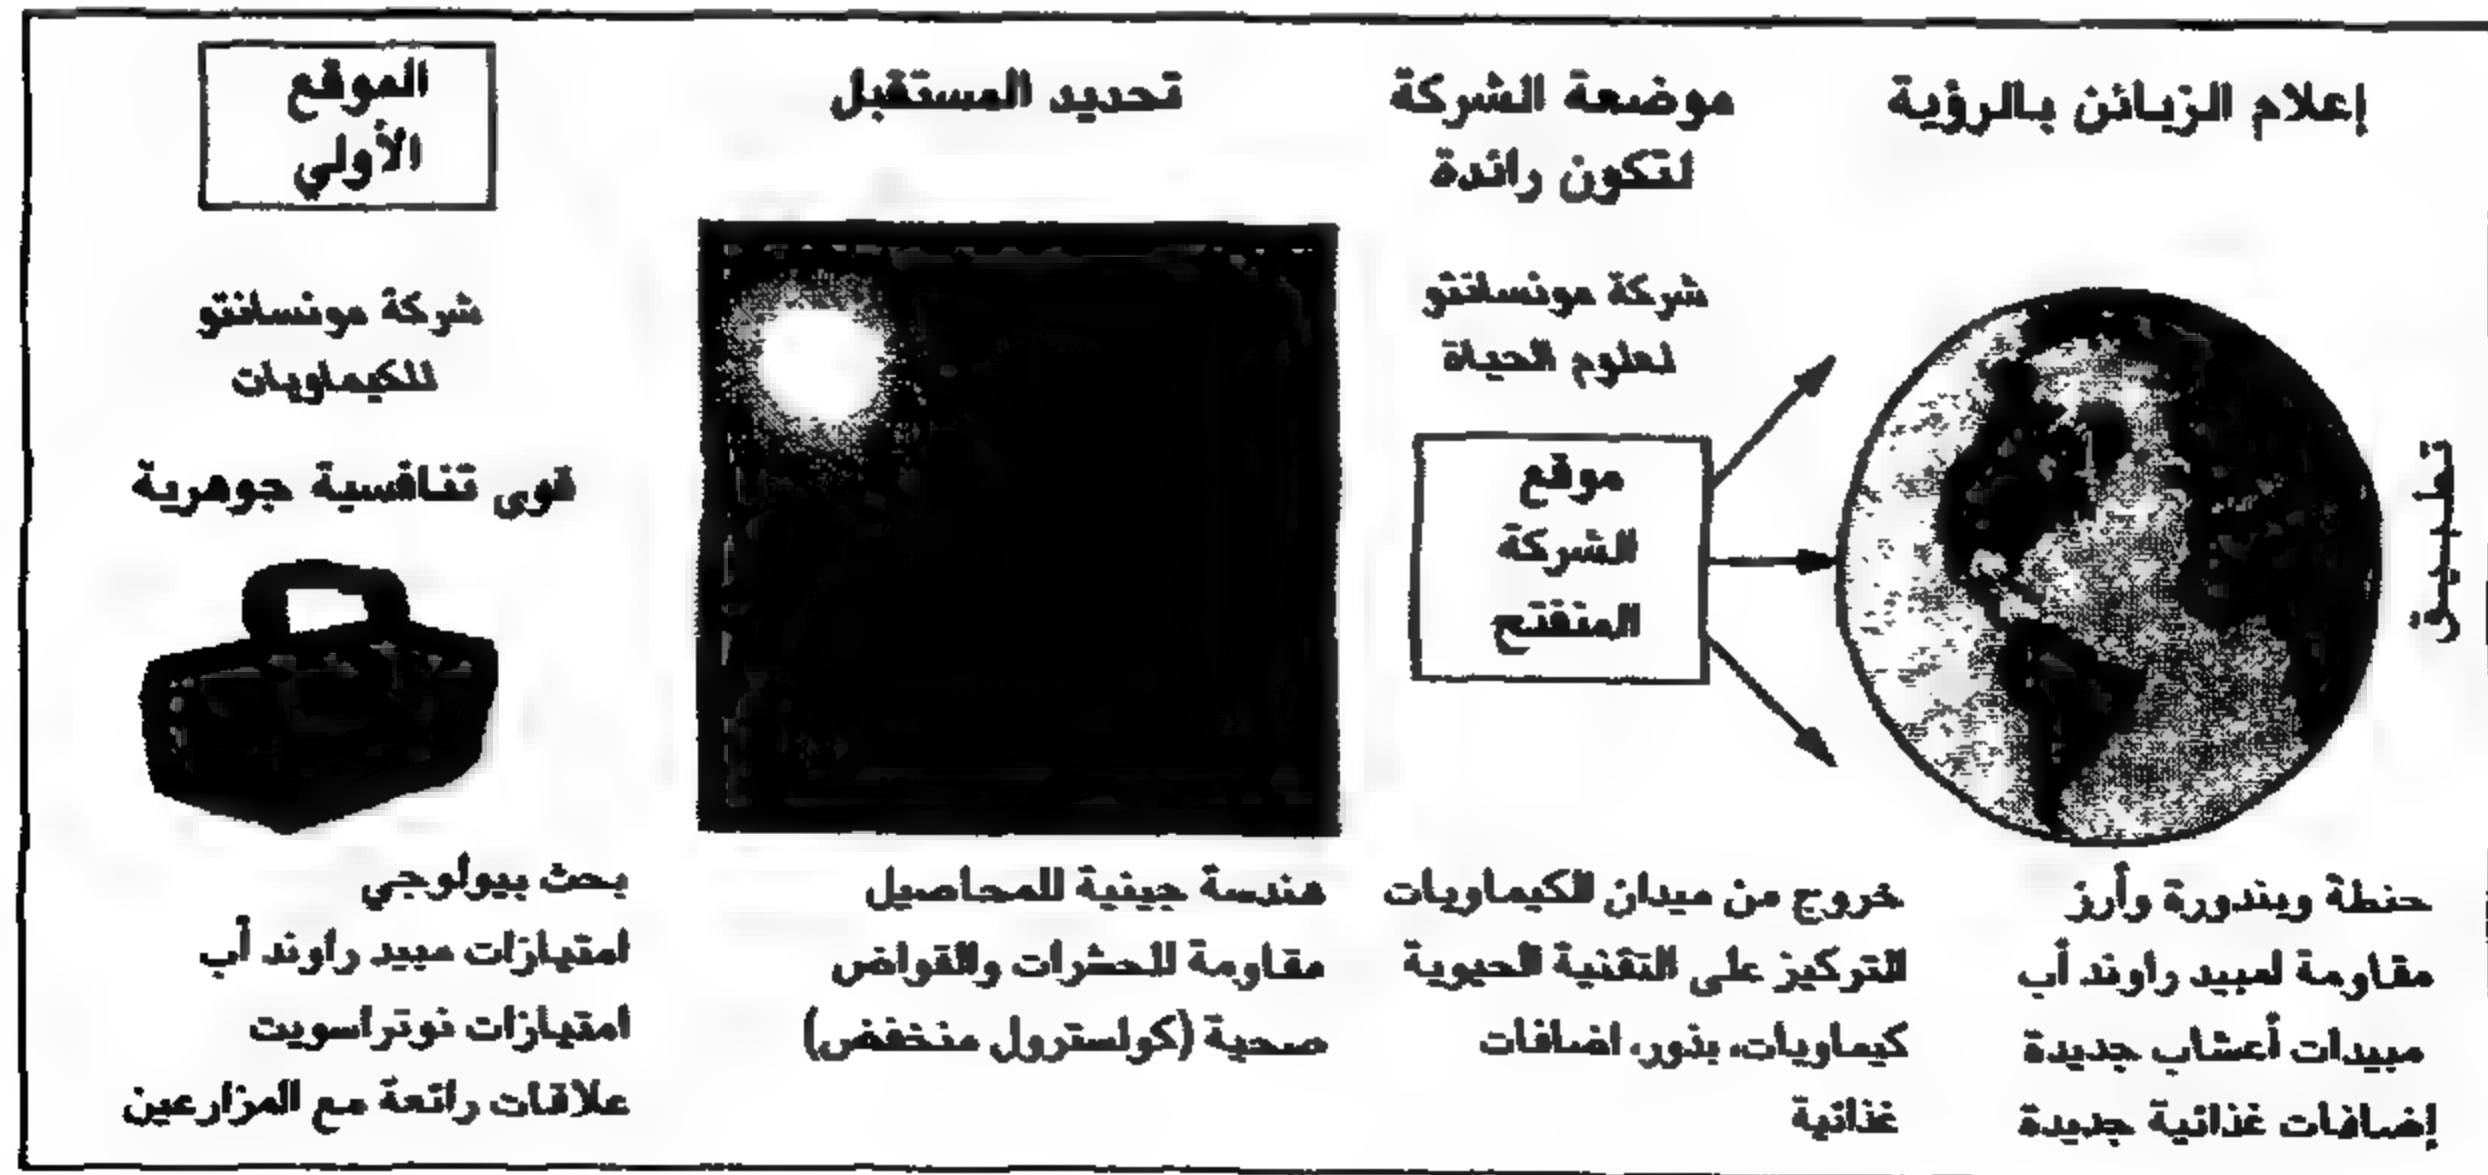 الموقع
الأولي
شركة مونسانتو
للكيماويات
قوى تنافسية جوهرية
بحث بيولوجي
امتيازات مبيد راوند أب
امتيازات نوتراسويت
علاقات رائعة مع المزارعين
تحديد المستقبل
هندسة جينية للمحاصيل
مقاومة للحشرات والقوارض
صحية (كولسترول منخفض)
موضعة الشركة
لتكون رائدة
شركة مونسانتو
لعلوم الحياة
موقع
الشركة
المتفتح
خروج من ميدان الكيماويات
التركيز على التقنية الحيوية
كيماويات، بذور، اضافات
غذائية
إعلام الزبائن بالرؤية
تطبيق
حنطة وبندورة وأرز
مقاومة لمبيد راوند أب
مبيدات أعشاب جديدة
إضافات غذائية جديدة